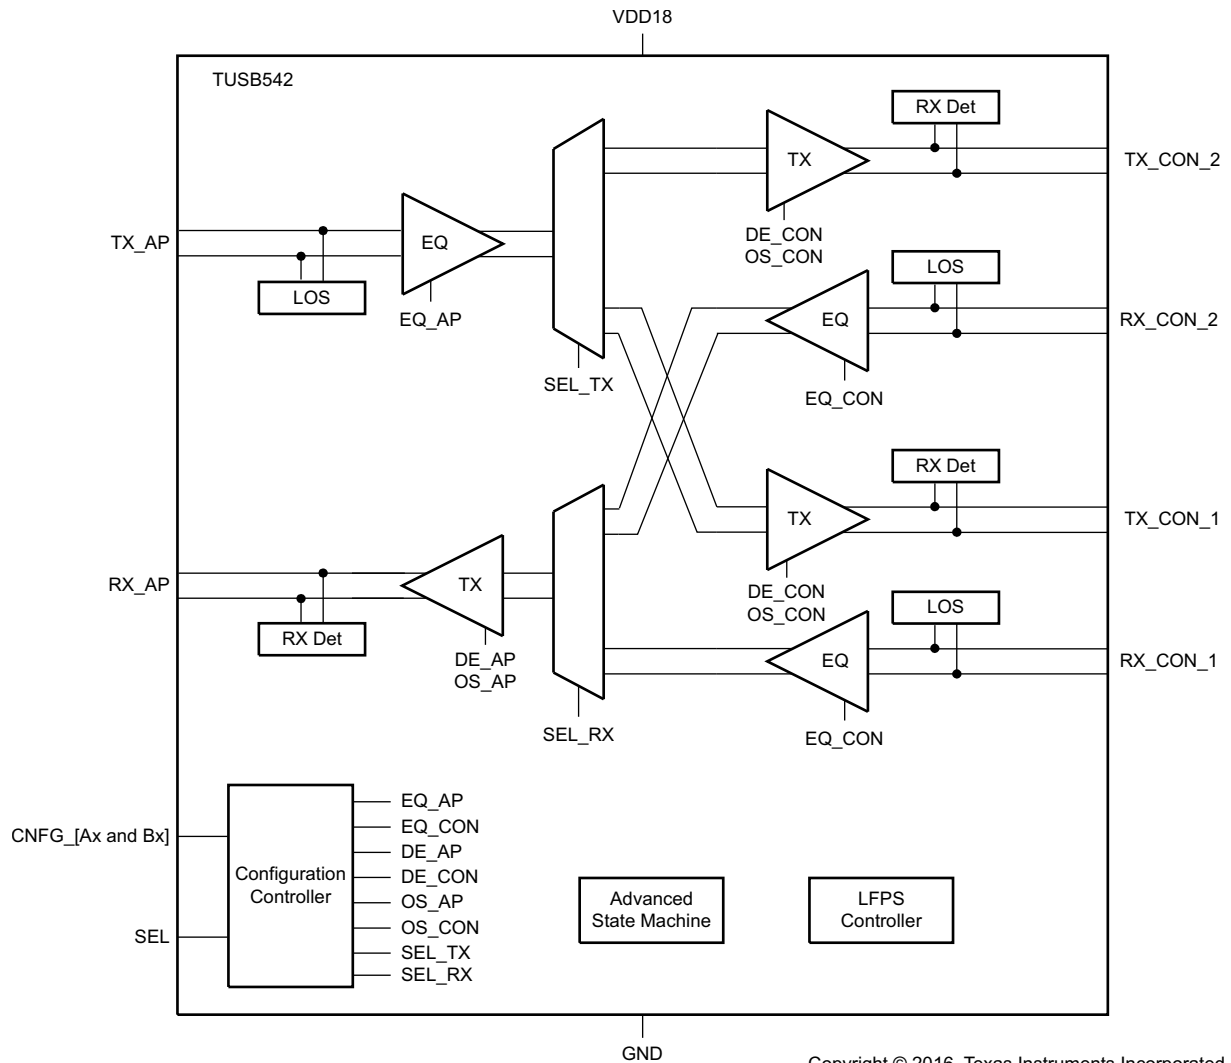 VDD18
TUSB542
RX Det
TX
TX_CON_2
DE_CON
OS_CON
TX_AP
EQ
LOS
EQ_AP
LOS
EQ
RX_CON_2
EQ_CON
SEL_TX
RX Det
TX
TX_CON_1
DE_CON
OS_CON
RX_AP
TX
RX Det
DE_AP
OS_AP
LOS
EQ
RX_CON_1
EQ_CON
SEL_RX
CNFG_[Ax and Bx]
SEL
Configuration
Controller
EQ_AP
EQ_CON
DE_AP
DE_CON
OS_AP
OS_CON
SEL_TX
SEL_RX
Advanced
State Machine
LFPS
Controller
GND
Copyright © 2016, Texas Instruments Incorporated